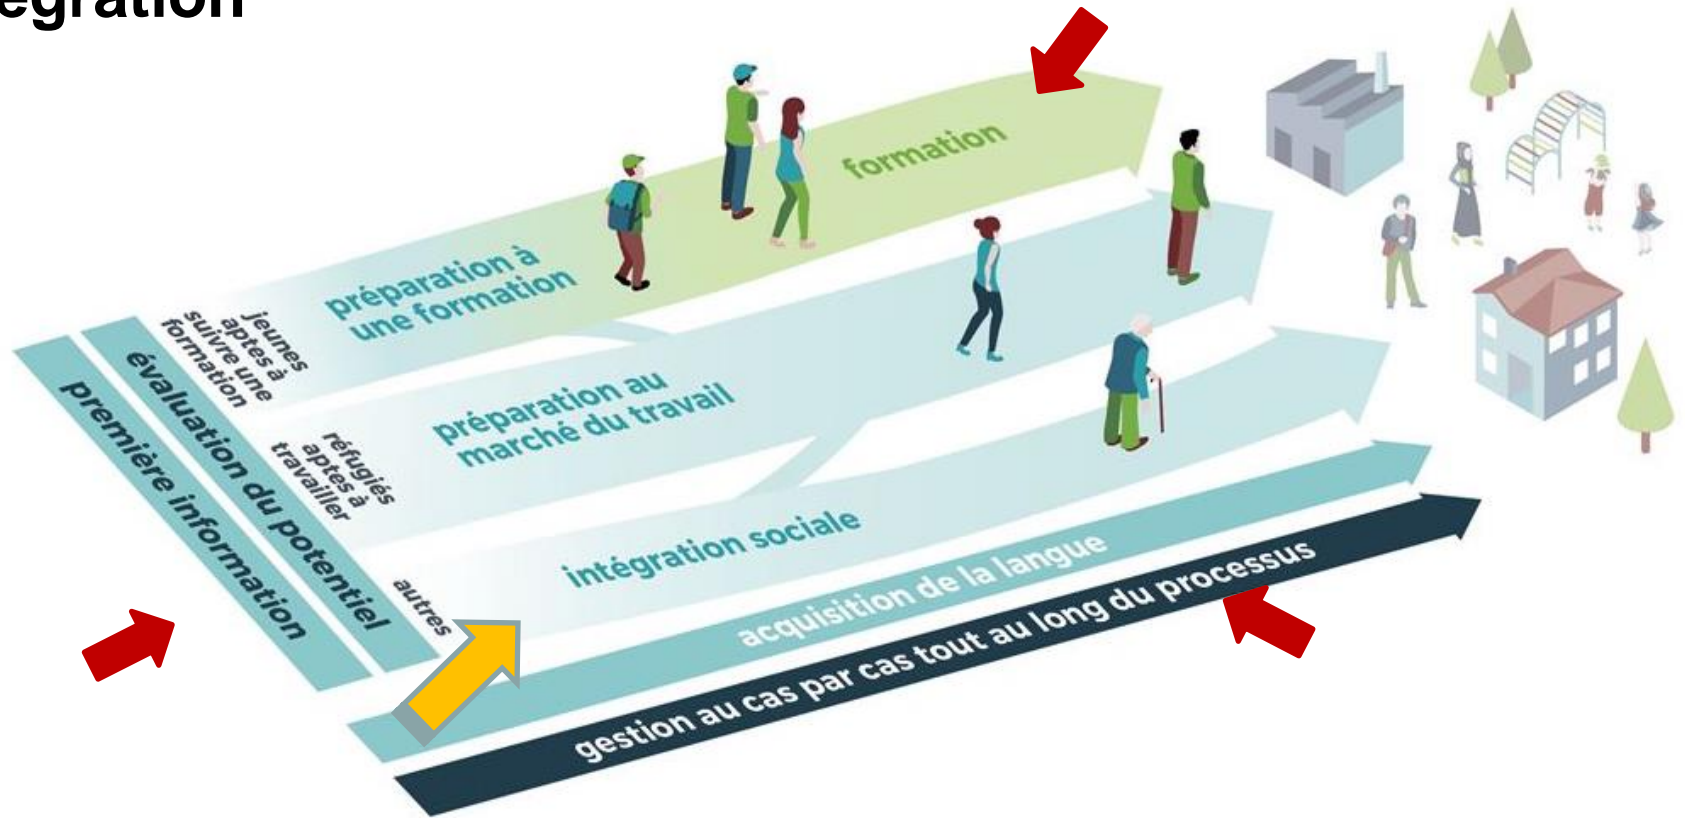 égration
première information
évaluation du potentiel
jeunes
aptes à
suivre une
formation
préparation à
une formation
formation
réfugiés
aptes à
travailler
préparation au
marché du travail
autres
intégration sociale
acquisition de la langue
gestion au cas par cas tout au long du processus